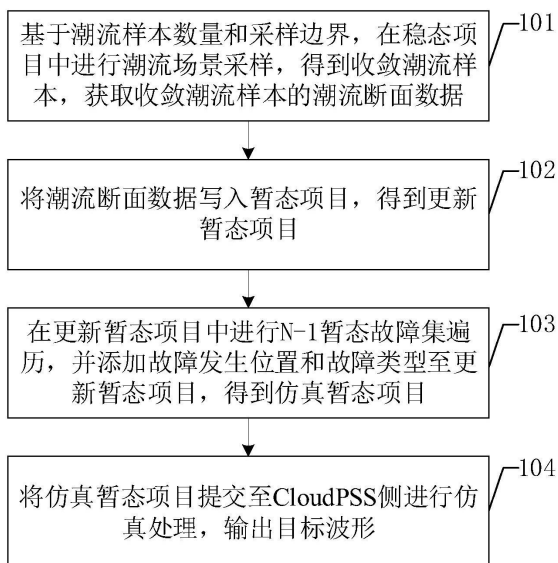 基于潮流样本数量和采样边界，在稳态项
目中进行潮流场景采样，得到收敛潮流样
本，获取收敛潮流样本的潮流断面数据
101
将潮流断面数据写入暂态项目，得到更新
暂态项目
102
在更新暂态项目中进行N-1暂态故障集遍
历，并添加故障发生位置和故障类型至更
新暂态项目，得到仿真暂态项目
103
将仿真暂态项目提交至CloudPSS侧进行仿
真处理，输出目标波形
104